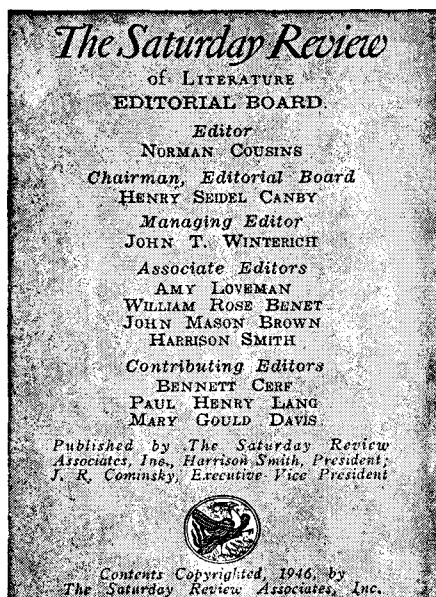 The Saturday Review
of LITERATURE
EDITORIAL BOARD
Editor
NORMAN COUSINS
Chairman, Editorial Board
HENRY SEIDEL CANBY
Managing Editor
JOHN T. WINTERICH
Associate Editors
AMY LOVEMAN
WILLIAM ROSE BENET
JOHN MASON BROWN
HARRISON SMITH
Contributing Editors
BENNETT CERF
PAUL HENRY LANG
MARY GOULD DAVIS
Published by The Saturday Review
Associates, Inc., Harrison Smith, President;
J. R. Cominsky, Executive Vice President
Contents Copyrighted, 1946, by
The Saturday Review Associates, Inc.